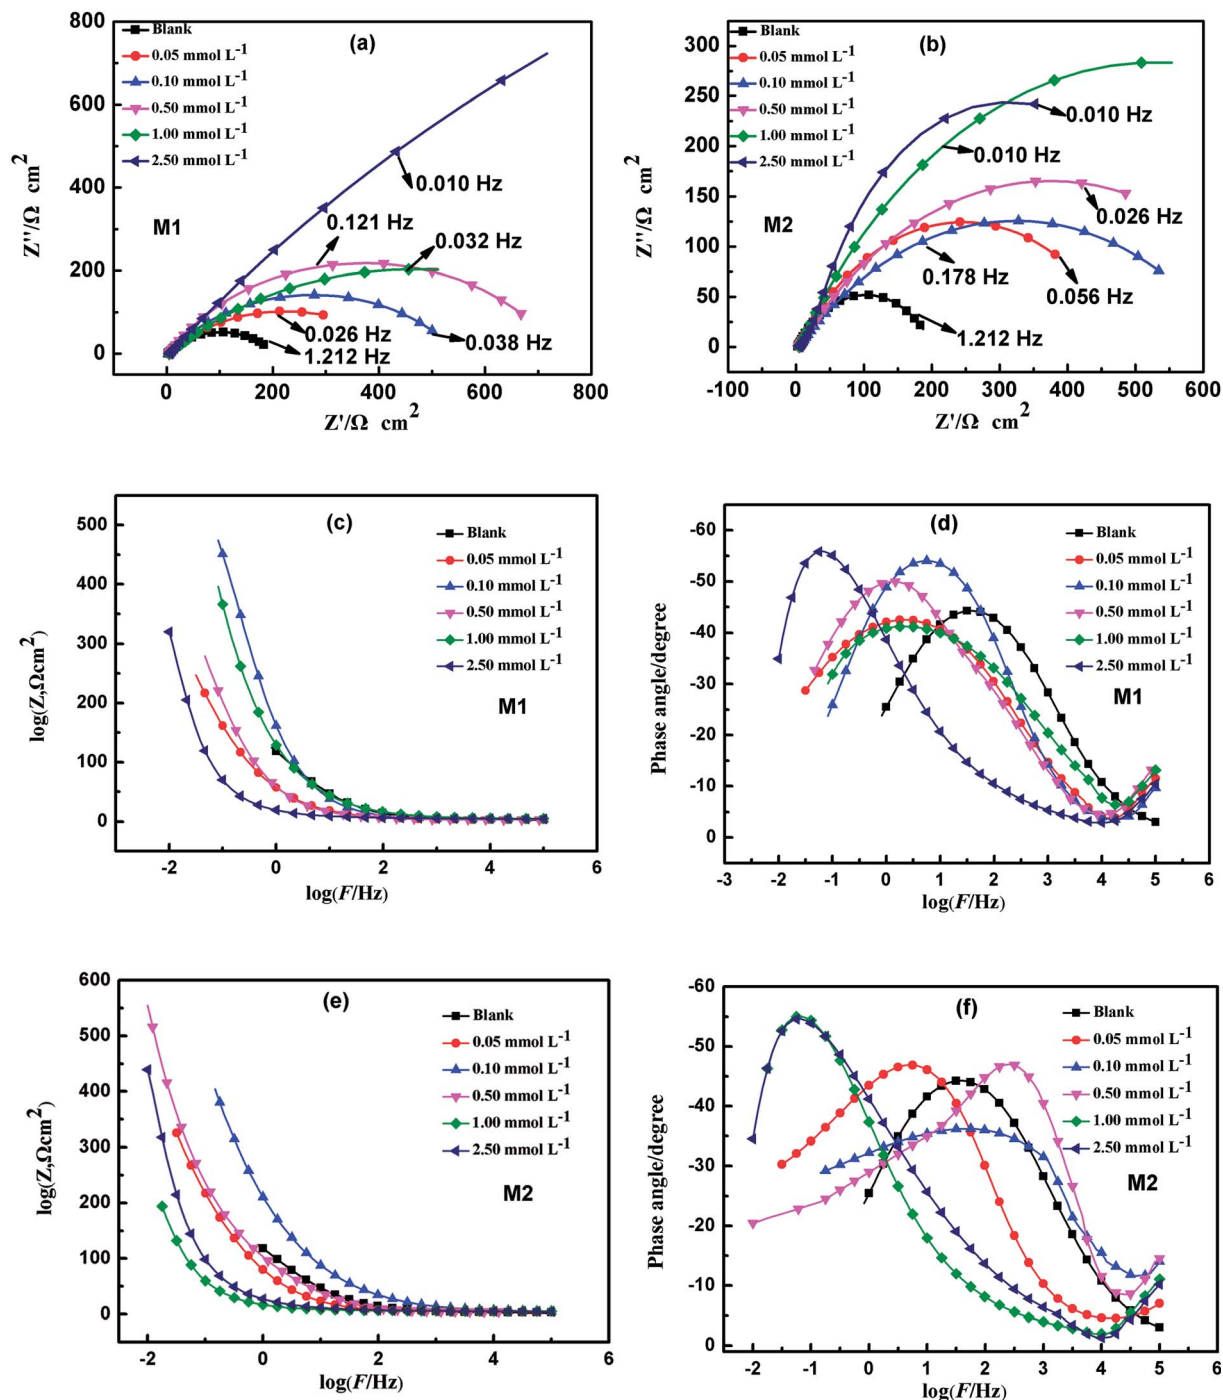 (a)
Blank
0.05 mmol L⁻¹
0.10 mmol L⁻¹
0.50 mmol L⁻¹
1.00 mmol L⁻¹
2.50 mmol L⁻¹
M1
0.010 Hz
0.121 Hz
0.032 Hz
0.026 Hz
0.038 Hz
1.212 Hz
800
600
400
200
0
Z''/Ω cm²
0 200 400 600 800
Z'/Ω cm²
(b)
Blank
0.05 mmol L⁻¹
0.10 mmol L⁻¹
0.50 mmol L⁻¹
1.00 mmol L⁻¹
2.50 mmol L⁻¹
M2
0.010 Hz
0.010 Hz
0.026 Hz
0.178 Hz
0.056 Hz
1.212 Hz
300
250
200
150
100
50
0
Z''/Ω cm²
-100 0 100 200 300 400 500 600
Z'/Ω cm²
(c)
Blank
0.05 mmol L⁻¹
0.10 mmol L⁻¹
0.50 mmol L⁻¹
1.00 mmol L⁻¹
2.50 mmol L⁻¹
M1
500
400
300
200
100
0
log(Z,Ωcm²)
-2 0 2 4 6
log(F/Hz)
(d)
Blank
0.05 mmol L⁻¹
0.10 mmol L⁻¹
0.50 mmol L⁻¹
1.00 mmol L⁻¹
2.50 mmol L⁻¹
M1
-60
-50
-40
-30
-20
-10
0
Phase angle/degree
-3 -2 -1 0 1 2 3 4 5 6
log(F/Hz)
(e)
Blank
0.05 mmol L⁻¹
0.10 mmol L⁻¹
0.50 mmol L⁻¹
1.00 mmol L⁻¹
2.50 mmol L⁻¹
M2
600
500
400
300
200
100
0
log(Z,Ωcm²)
-2 0 2 4 6
log(F/Hz)
(f)
Blank
0.05 mmol L⁻¹
0.10 mmol L⁻¹
0.50 mmol L⁻¹
1.00 mmol L⁻¹
2.50 mmol L⁻¹
M2
-60
-50
-40
-30
-20
-10
0
Phase angle/degree
-2 -1 0 1 2 3 4 5 6
log(F/Hz)